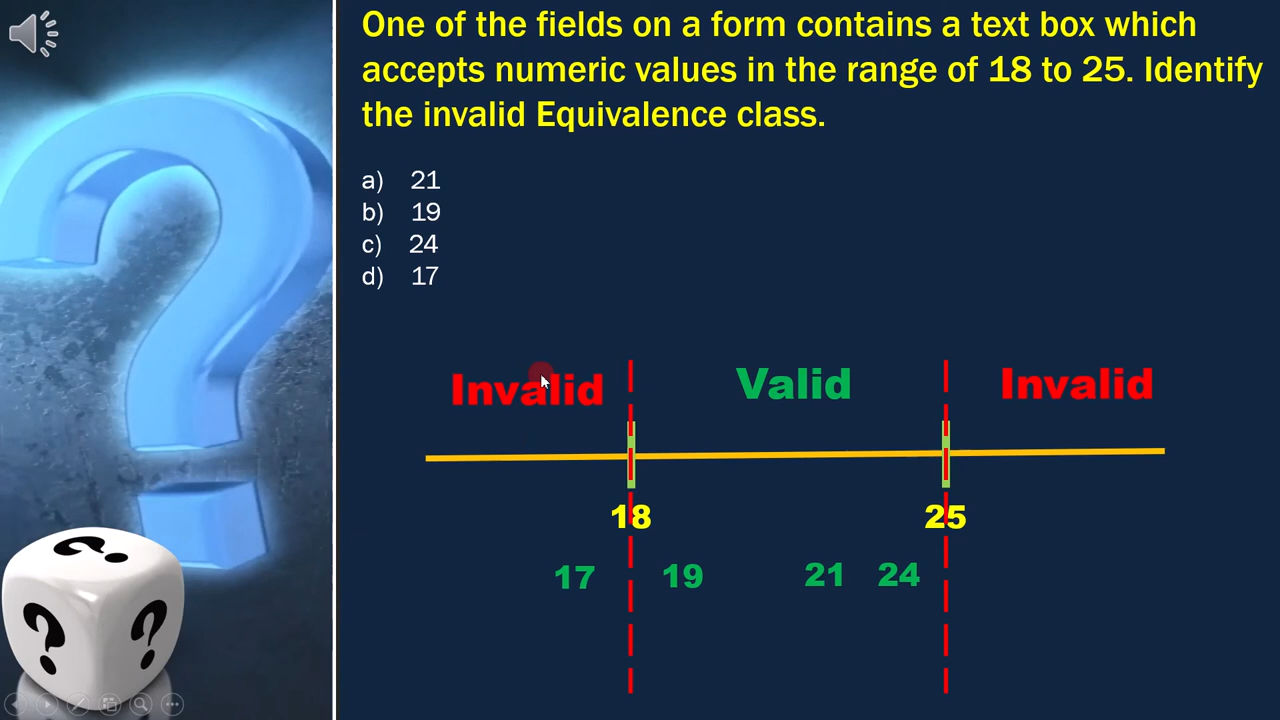 One of the fields on a form contains a text box which
accepts numeric values in the range of 18 to 25. Identify
the invalid Equivalence class.
a) 21
b) 19
c) 24
d) 17
Invalid Valid Invalid
18 25
17 19 21 24